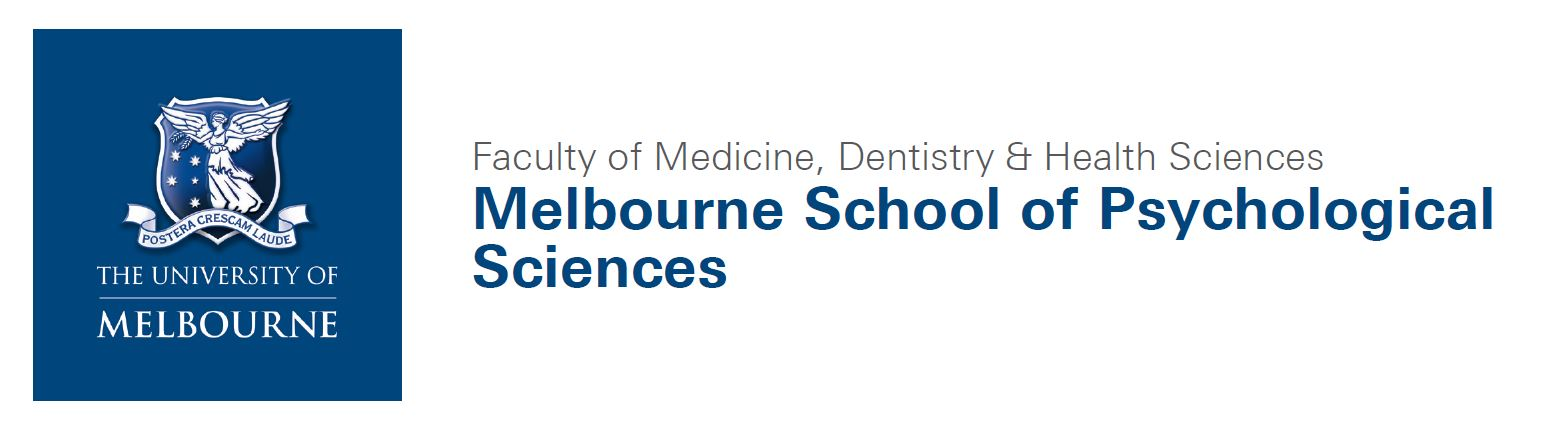 POSTERA CRESCAM LAUDE
THE UNIVERSITY OF
MELBOURNE
Faculty of Medicine, Dentistry & Health Sciences
Melbourne School of Psychological
Sciences